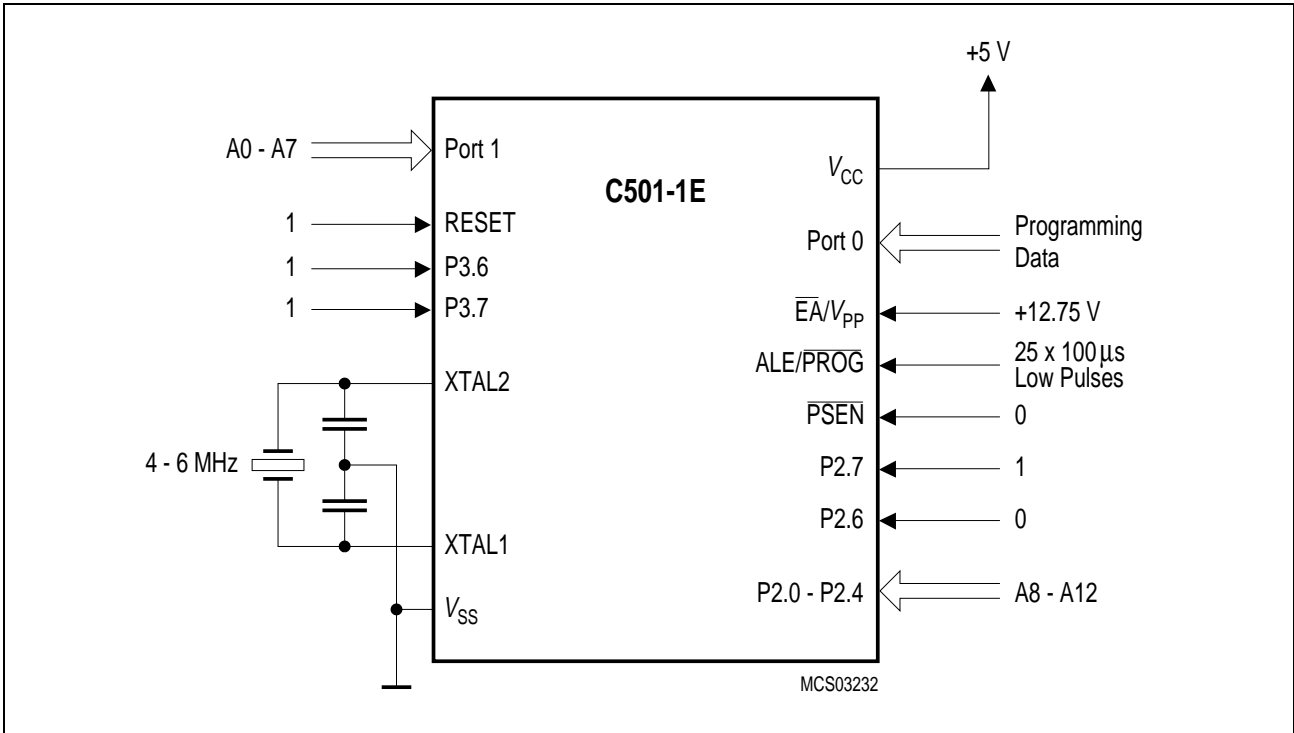 +5 V
A0 - A7
Port 1
VCC
C501-1E
1
RESET
Port 0
Programming
Data
1
P3.6
1
P3.7
EA/VPP
+12.75 V
ALE/PROG
25 x 100 µs
Low Pulses
XTAL2
PSEN
0
4 - 6 MHz
P2.7
1
P2.6
0
XTAL1
P2.0 - P2.4
A8 - A12
VSS
MCS03232